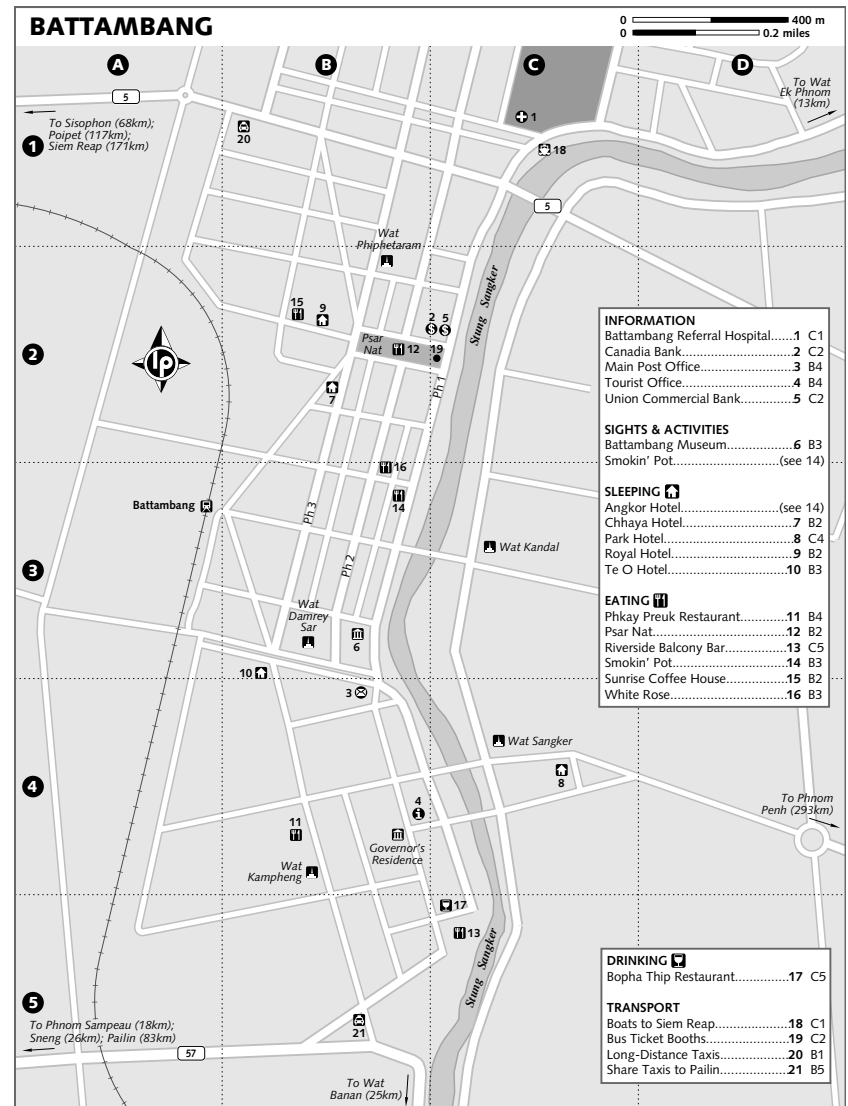 BATTAMBANG
0 400 m
0 0.2 miles
A
B
C
D
To Wat
Ek Phnom
(13km)
5
1
To Sisophon (68km);
Poipet (117km);
Siem Reap (171km)
20
1
18
5
Wat
Phiphetaram
Stung Sangker
15
9
2
5
2
lp
Psar
Nat
12
19
7
Ph 1
16
14
Battambang
Ph 3
Wat Kandal
3
Ph 2
Wat
Damrey
Sar
6
10
3
Wat Sangker
8
4
4
To Phnom
Penh (293km)
11
Governor's
Residence
Wat
Kampheng
17
13
Stung Sangker
5
To Phnom Sampeau (18km);
Sneng (26km); Pailin (83km)
21
57
To Wat
Banan (25km)
INFORMATION
Battambang Referral Hospital......1 C1
Canadia Bank......2 C2
Main Post Office......3 B4
Tourist Office......4 B4
Union Commercial Bank......5 C2
SIGHTS & ACTIVITIES
Battambang Museum......6 B3
Smokin' Pot......(see 14)
SLEEPING
Angkor Hotel......(see 14)
Chhaya Hotel......7 B2
Park Hotel......8 C4
Royal Hotel......9 B2
Te O Hotel......10 B3
EATING
Phkay Preuk Restaurant......11 B4
Psar Nat......12 B2
Riverside Balcony Bar......13 C5
Smokin' Pot......14 B3
Sunrise Coffee House......15 B2
White Rose......16 B3
DRINKING
Bopha Thip Restaurant......17 C5
TRANSPORT
Boats to Siem Reap......18 C1
Bus Ticket Booths......19 C2
Long-Distance Taxis......20 B1
Share Taxis to Pailin......21 B5